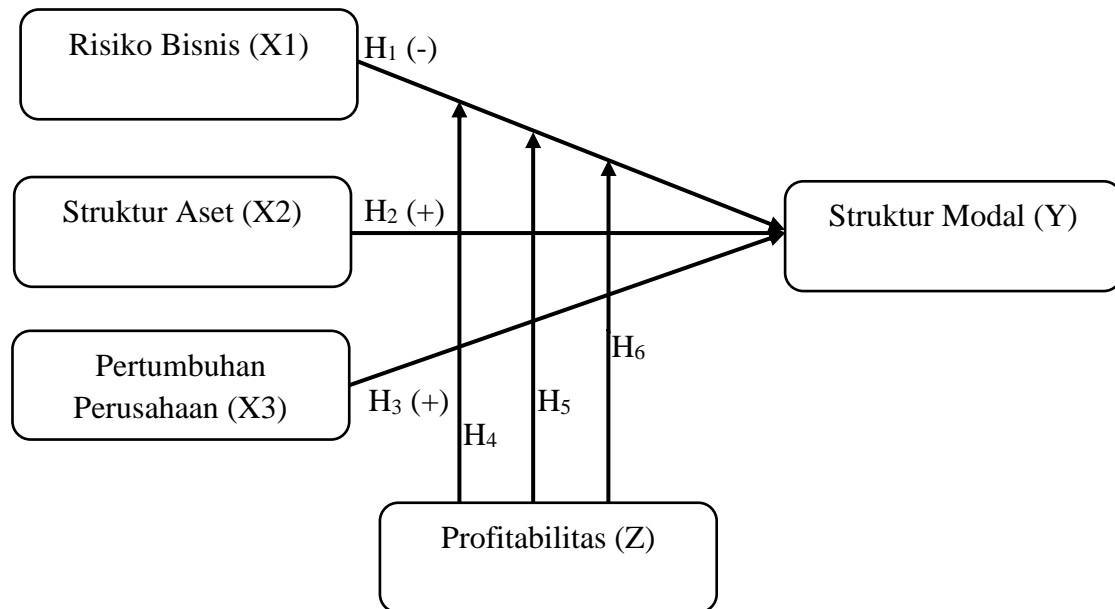 Risiko Bisnis (X1)
H₁ (-)
Struktur Aset (X2)
H₂ (+)
Struktur Modal (Y)
Pertumbuhan
Perusahaan (X3)
H₃ (+)
H₄
H₅
H₆
Profitabilitas (Z)